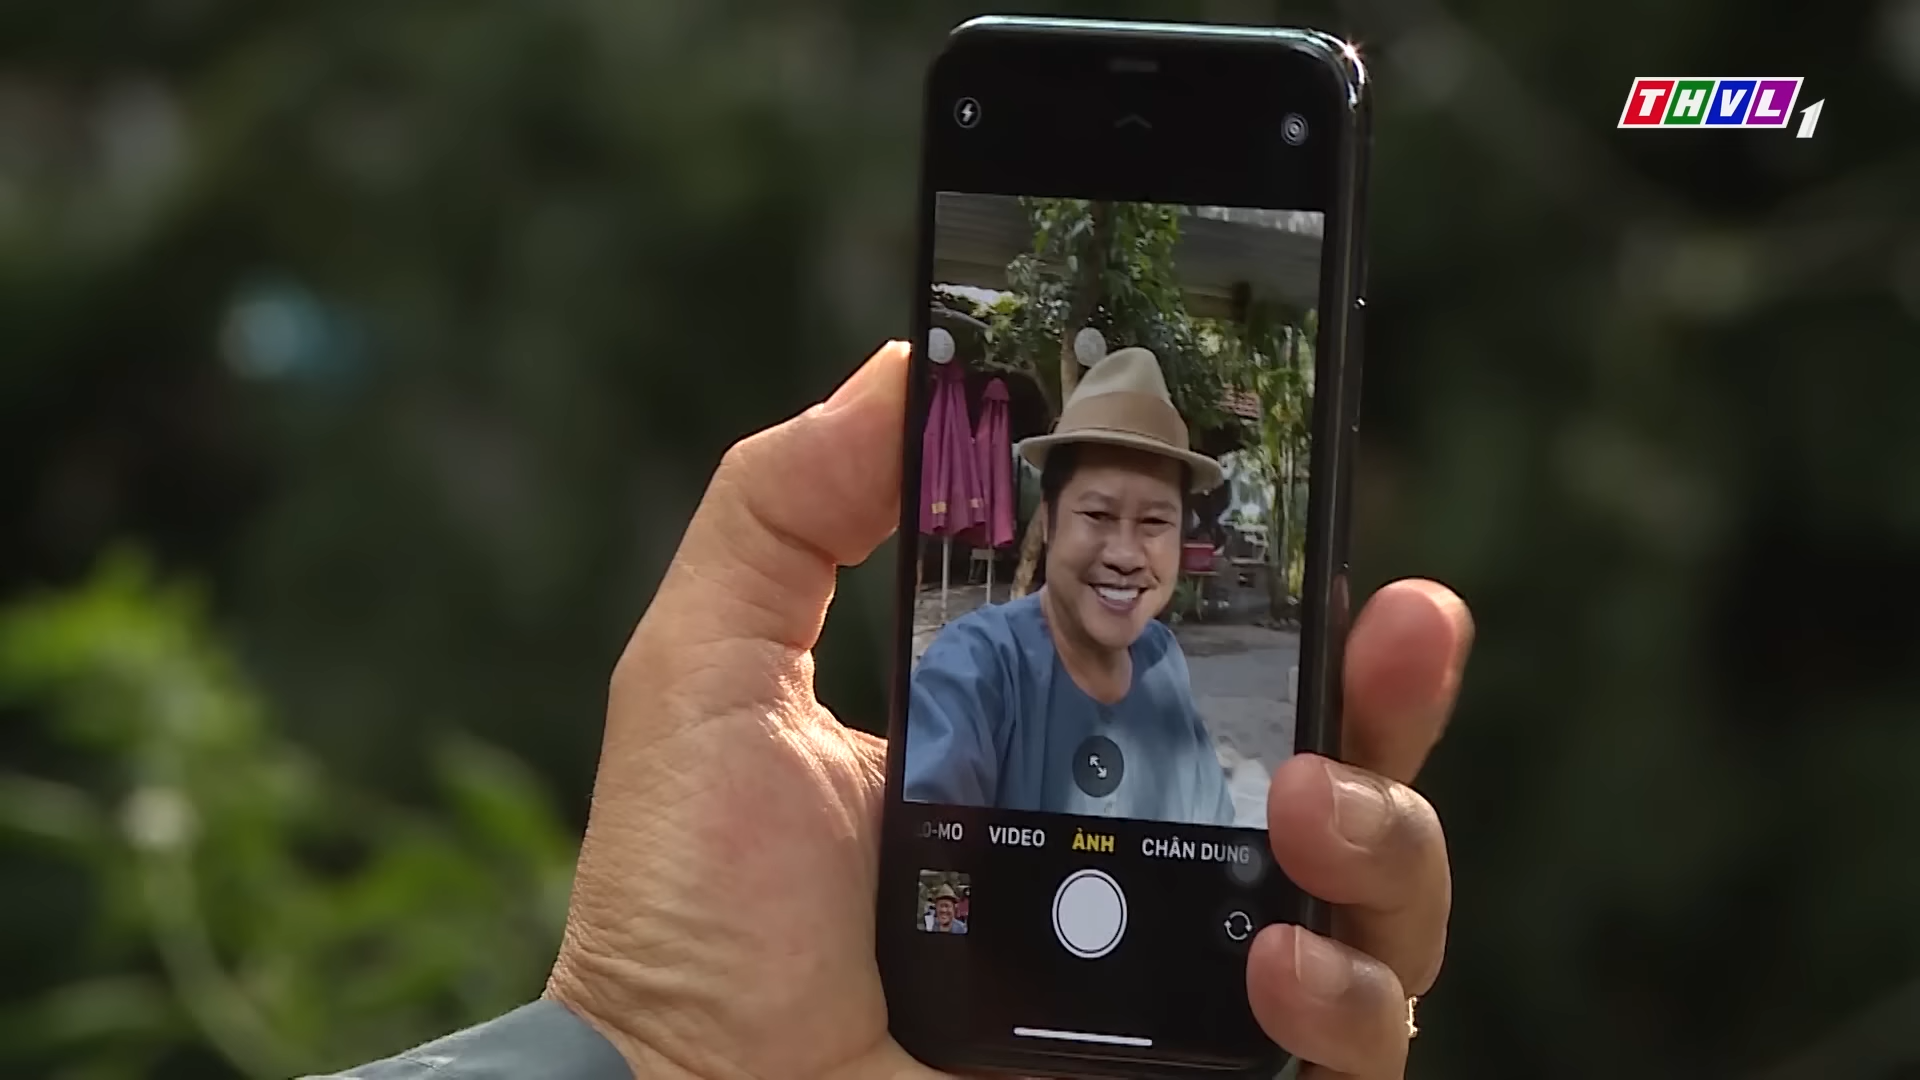 THVL1
O-MO VIDEO ẢNH CHÂN DUNG